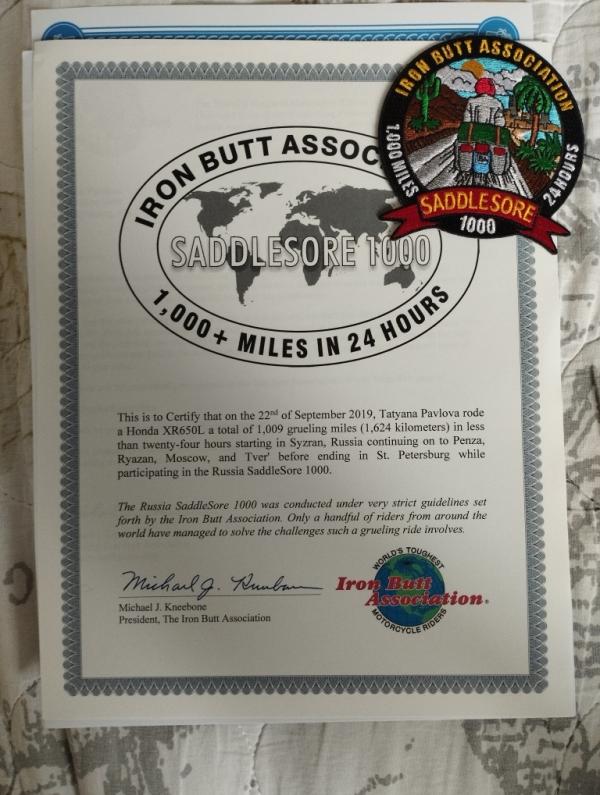 IRON BUTT ASSOC
SADDLESORE 1000
1,000+ MILES IN 24 HOURS
IRON BUTT ASSOCIATION
1,000 MILES
24 HOURS
SADDLESORE
1000
This is to Certify that on the 22nd of September 2019, Tatyana Pavlova rode
a Honda XR650L a total of 1,009 grueling miles (1,624 kilometers) in less
than twenty-four hours starting in Syzran, Russia continuing on to Penza,
Ryazan, Moscow, and Tver' before ending in St. Petersburg while
participating in the Russia SaddleSore 1000.
The Russia SaddleSore 1000 was conducted under very strict guidelines set
forth by the Iron Butt Association. Only a handful of riders from around the
world have managed to solve the challenges such a grueling ride involves.
Michael J. Kneebone
Michael J. Kneebone
President, The Iron Butt Association
WORLD'S TOUGHEST
Iron Butt
Association®
MOTORCYCLE RIDERS